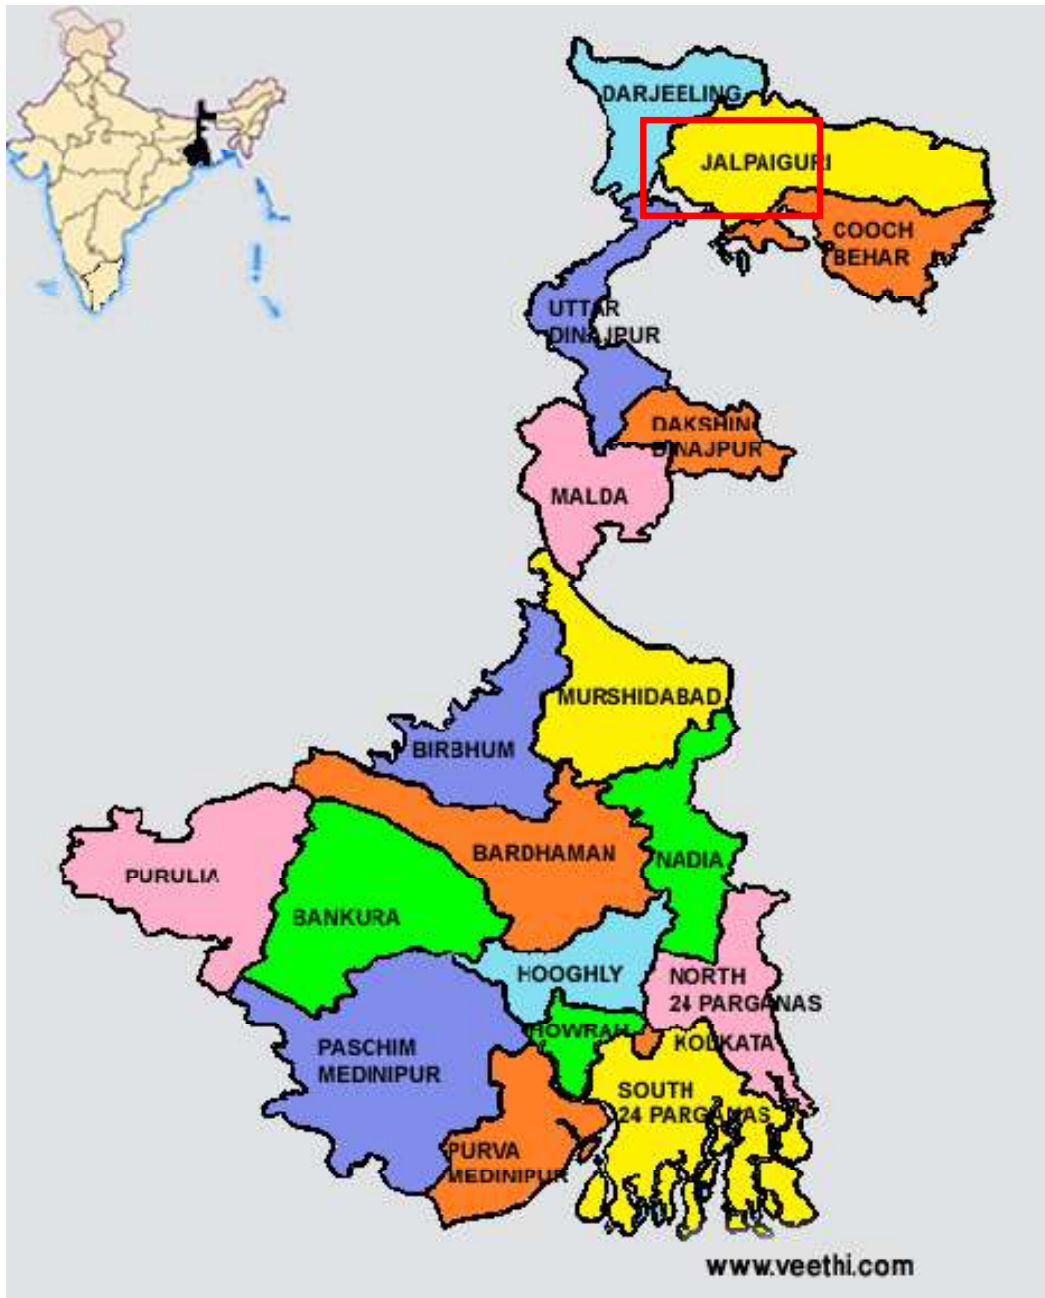 DARJEELING
JALPAIGURI
COOCH
BEHAR
UTTAR
DINAJPUR
DAKSHIN
DINAJPUR
MALDA
MURSHIDABAD
BIRBHUM
BARDHAMAN
NADIA
PURULIA
BANKURA
HOOGHLY
NORTH
24 PARGANAS
HOWRAH
KOLKATA
PASCHIM
MEDINIPUR
SOUTH
24 PARGANAS
PURVA
MEDINIPUR
www.veethi.com